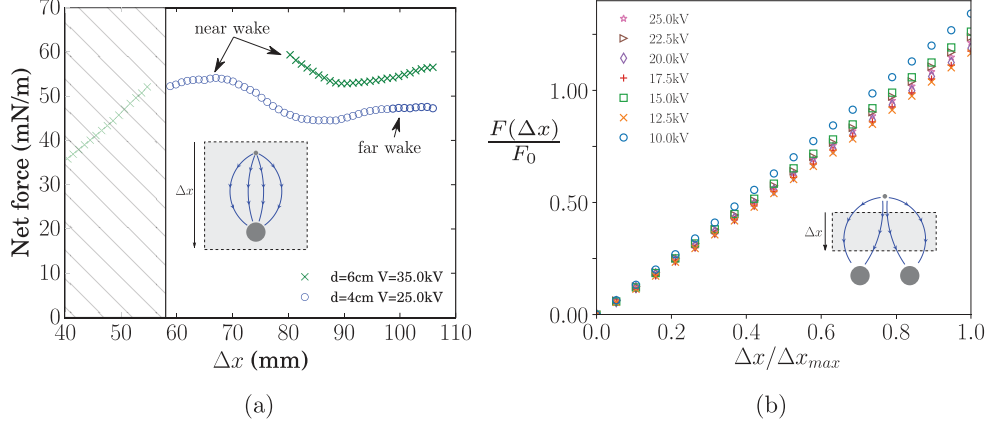 70
60
50
40
30
20
10
0
Net force (mN/m)
near wake
far wake
Δx
d=6cm V=35.0kV
d=4cm V=25.0kV
40 50 60 70 80 90 100 110
Δx (mm)
(a)
25.0kV
22.5kV
20.0kV
17.5kV
15.0kV
12.5kV
10.0kV
1.00
0.50
0.00
F(Δx)
F₀
Δx
0.0 0.2 0.4 0.6 0.8 1.0
Δx/Δxₘₐₓ
(b)